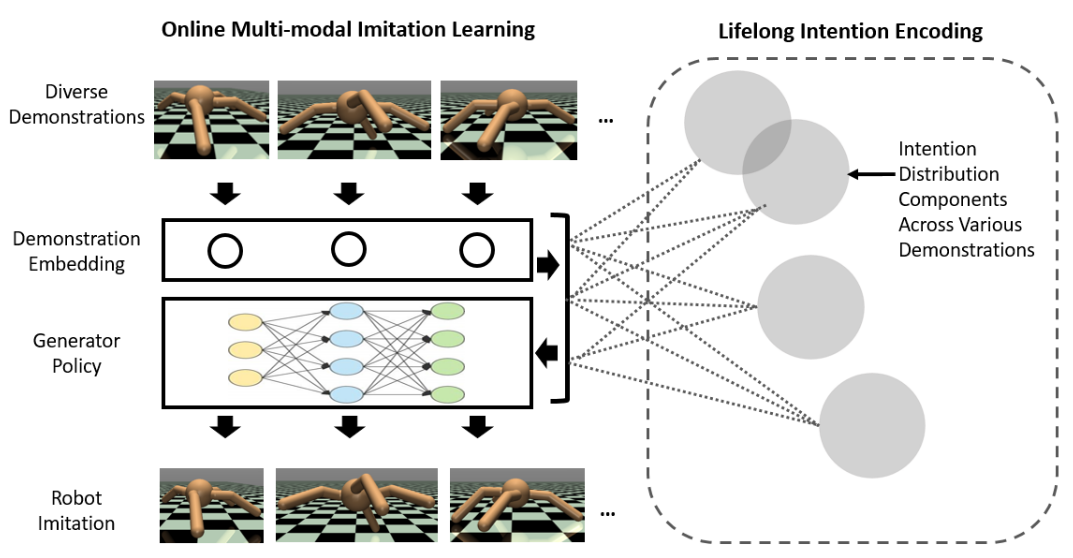 Online Multi-modal Imitation Learning
Lifelong Intention Encoding
Diverse
Demonstrations
...
Intention
Distribution
Components
Across Various
Demonstrations
Demonstration
Embedding
Generator
Policy
Robot
Imitation
...